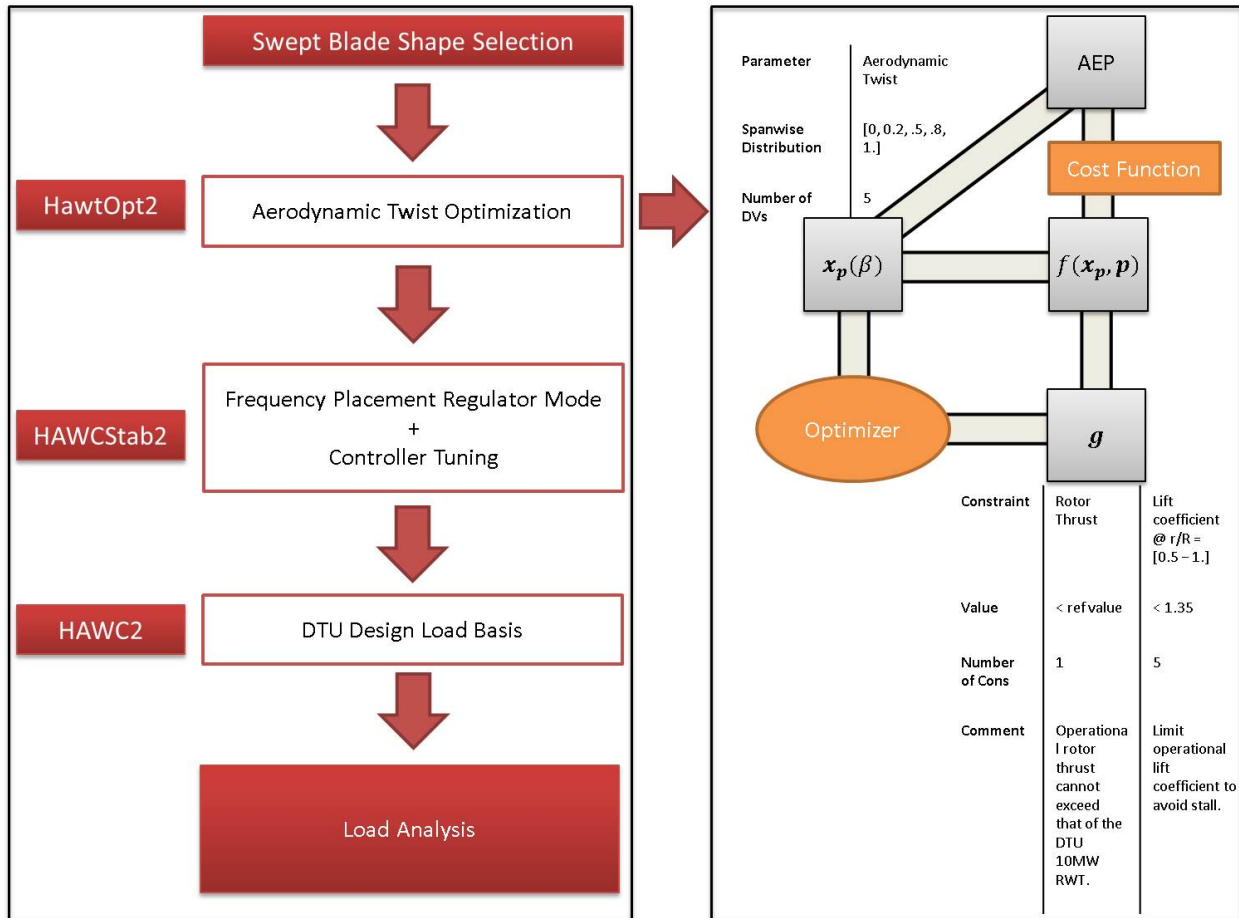 Swept Blade Shape Selection
HawtOpt2
Aerodynamic Twist Optimization
HAWCStab2
Frequency Placement Regulator Mode
+
Controller Tuning
HAWC2
DTU Design Load Basis
Load Analysis
Parameter
Aerodynamic
Twist
Spanwise
Distribution
[0, 0.2, .5, .8,
1.]
Number of
DVs
5
AEP
Cost Function
𝒙𝒑(β)
f(𝒙𝒑, 𝒑)
Optimizer
g
Constraint
Rotor
Thrust
Lift
coefficient
@ r/R =
[0.5 – 1.]
Value
< ref value
< 1.35
Number
of Cons
1
5
Comment
Operationa
l rotor
thrust
cannot
exceed
that of the
DTU
10MW
RWT.
Limit
operational
lift
coefficient to
avoid stall.